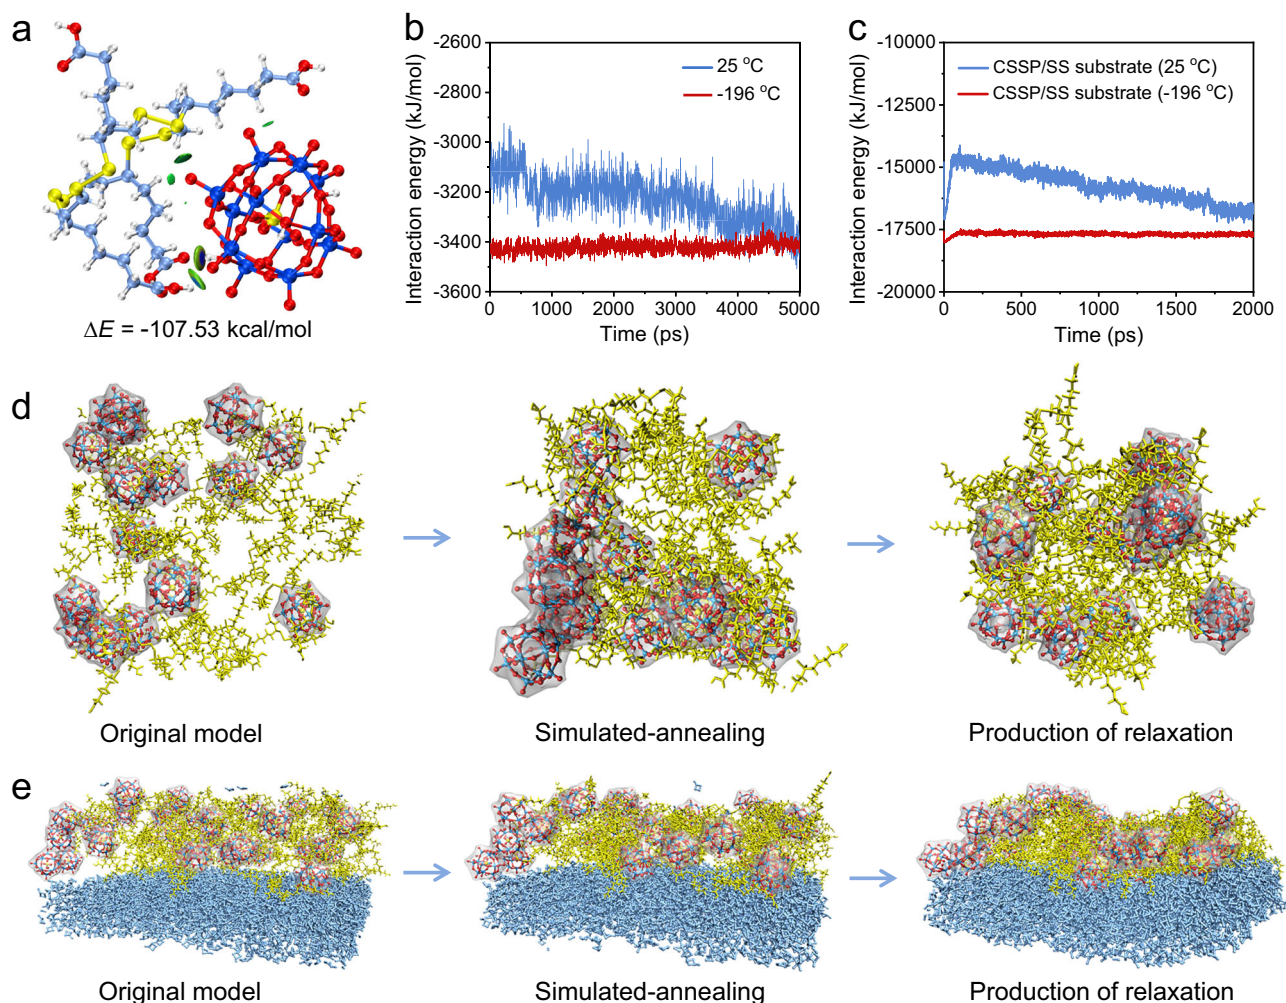 a
ΔE = -107.53 kcal/mol
b
Interaction energy (kJ/mol)
-2600
-2800
-3000
-3200
-3400
-3600
25 °C
-196 °C
0 1000 2000 3000 4000 5000
Time (ps)
c
Interaction energy (kJ/mol)
-10000
-12500
-15000
-17500
-20000
CSSP/SS substrate (25 °C)
CSSP/SS substrate (-196 °C)
0 500 1000 1500 2000
Time (ps)
d
Original model
Simulated-annealing
Production of relaxation
e
Original model
Simulated-annealing
Production of relaxation